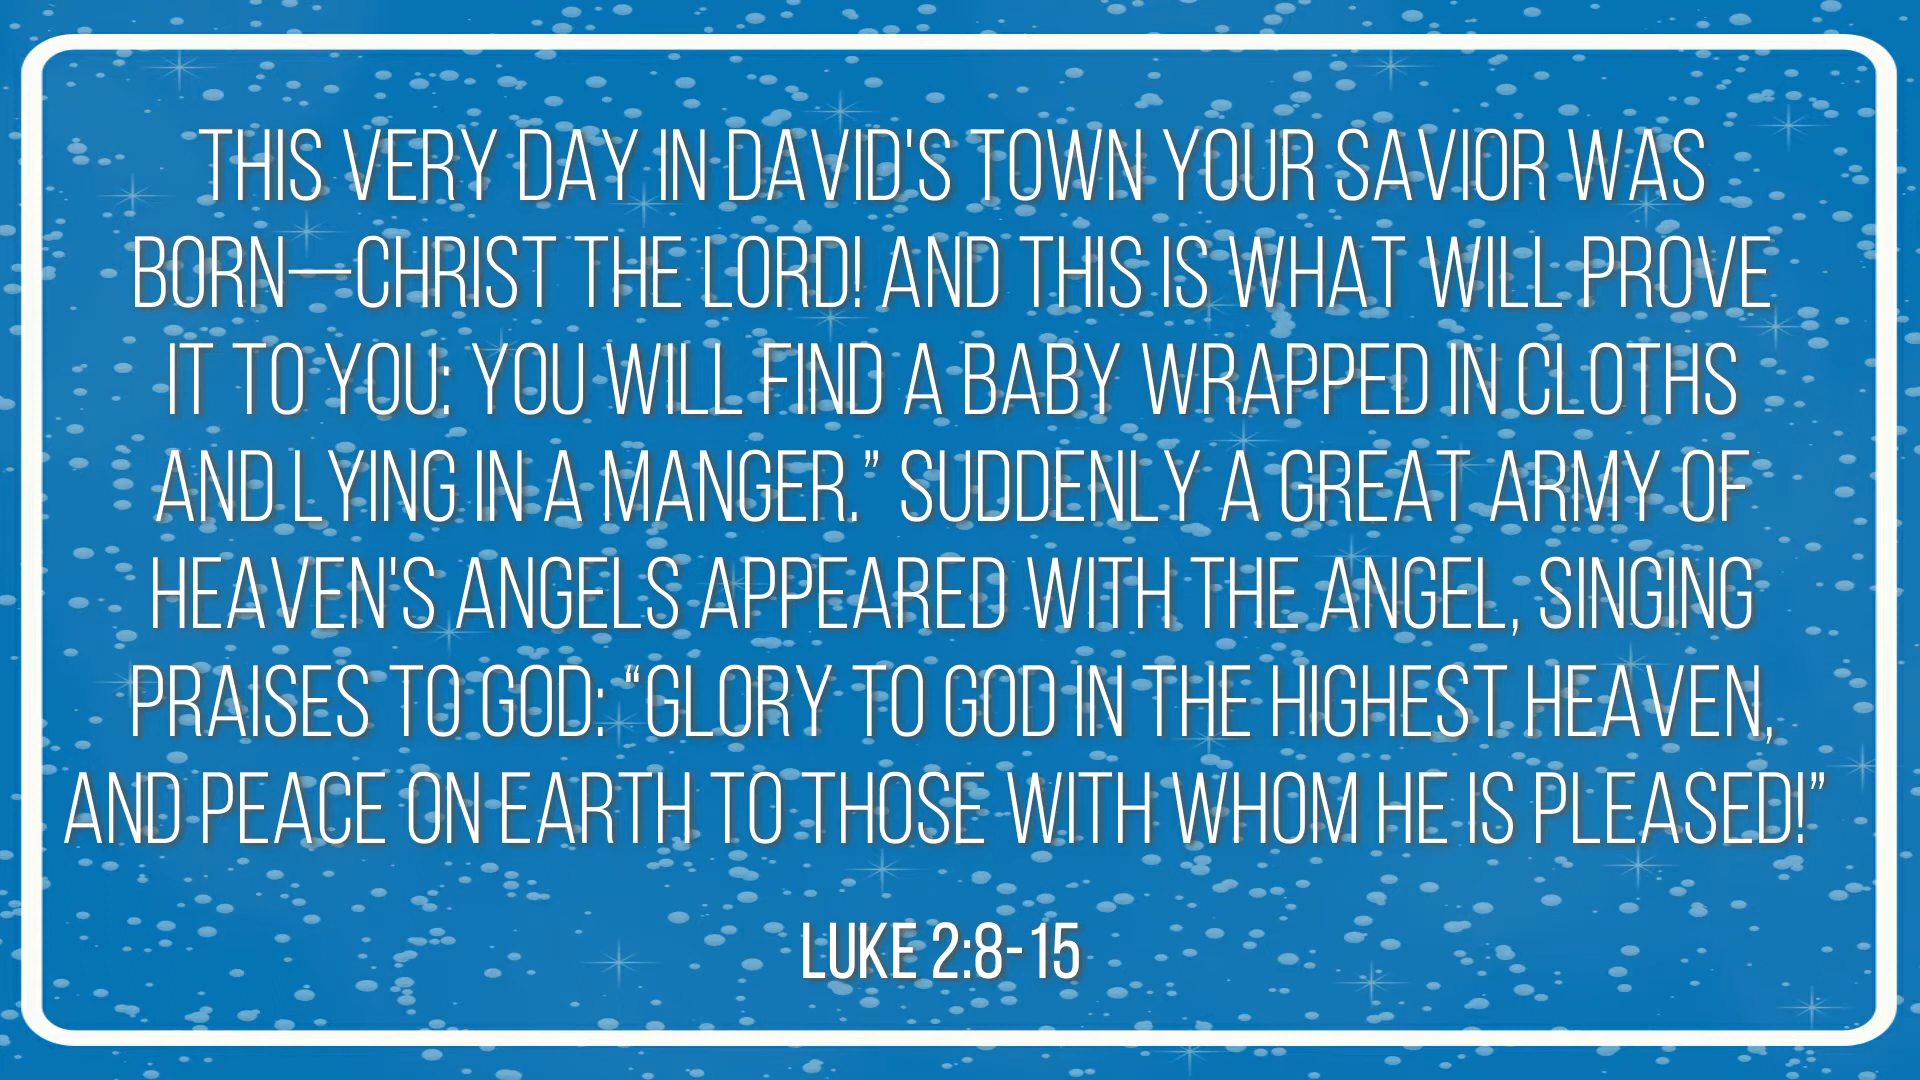 THIS VERY DAY IN DAVID'S TOWN YOUR SAVIOR WAS
BORN—CHRIST THE LORD! AND THIS IS WHAT WILL PROVE
IT TO YOU: YOU WILL FIND A BABY WRAPPED IN CLOTHS
AND LYING IN A MANGER.” SUDDENLY A GREAT ARMY OF
HEAVEN'S ANGELS APPEARED WITH THE ANGEL, SINGING
PRAISES TO GOD: “GLORY TO GOD IN THE HIGHEST HEAVEN,
AND PEACE ON EARTH TO THOSE WITH WHOM HE IS PLEASED!”
LUKE 2:8-15